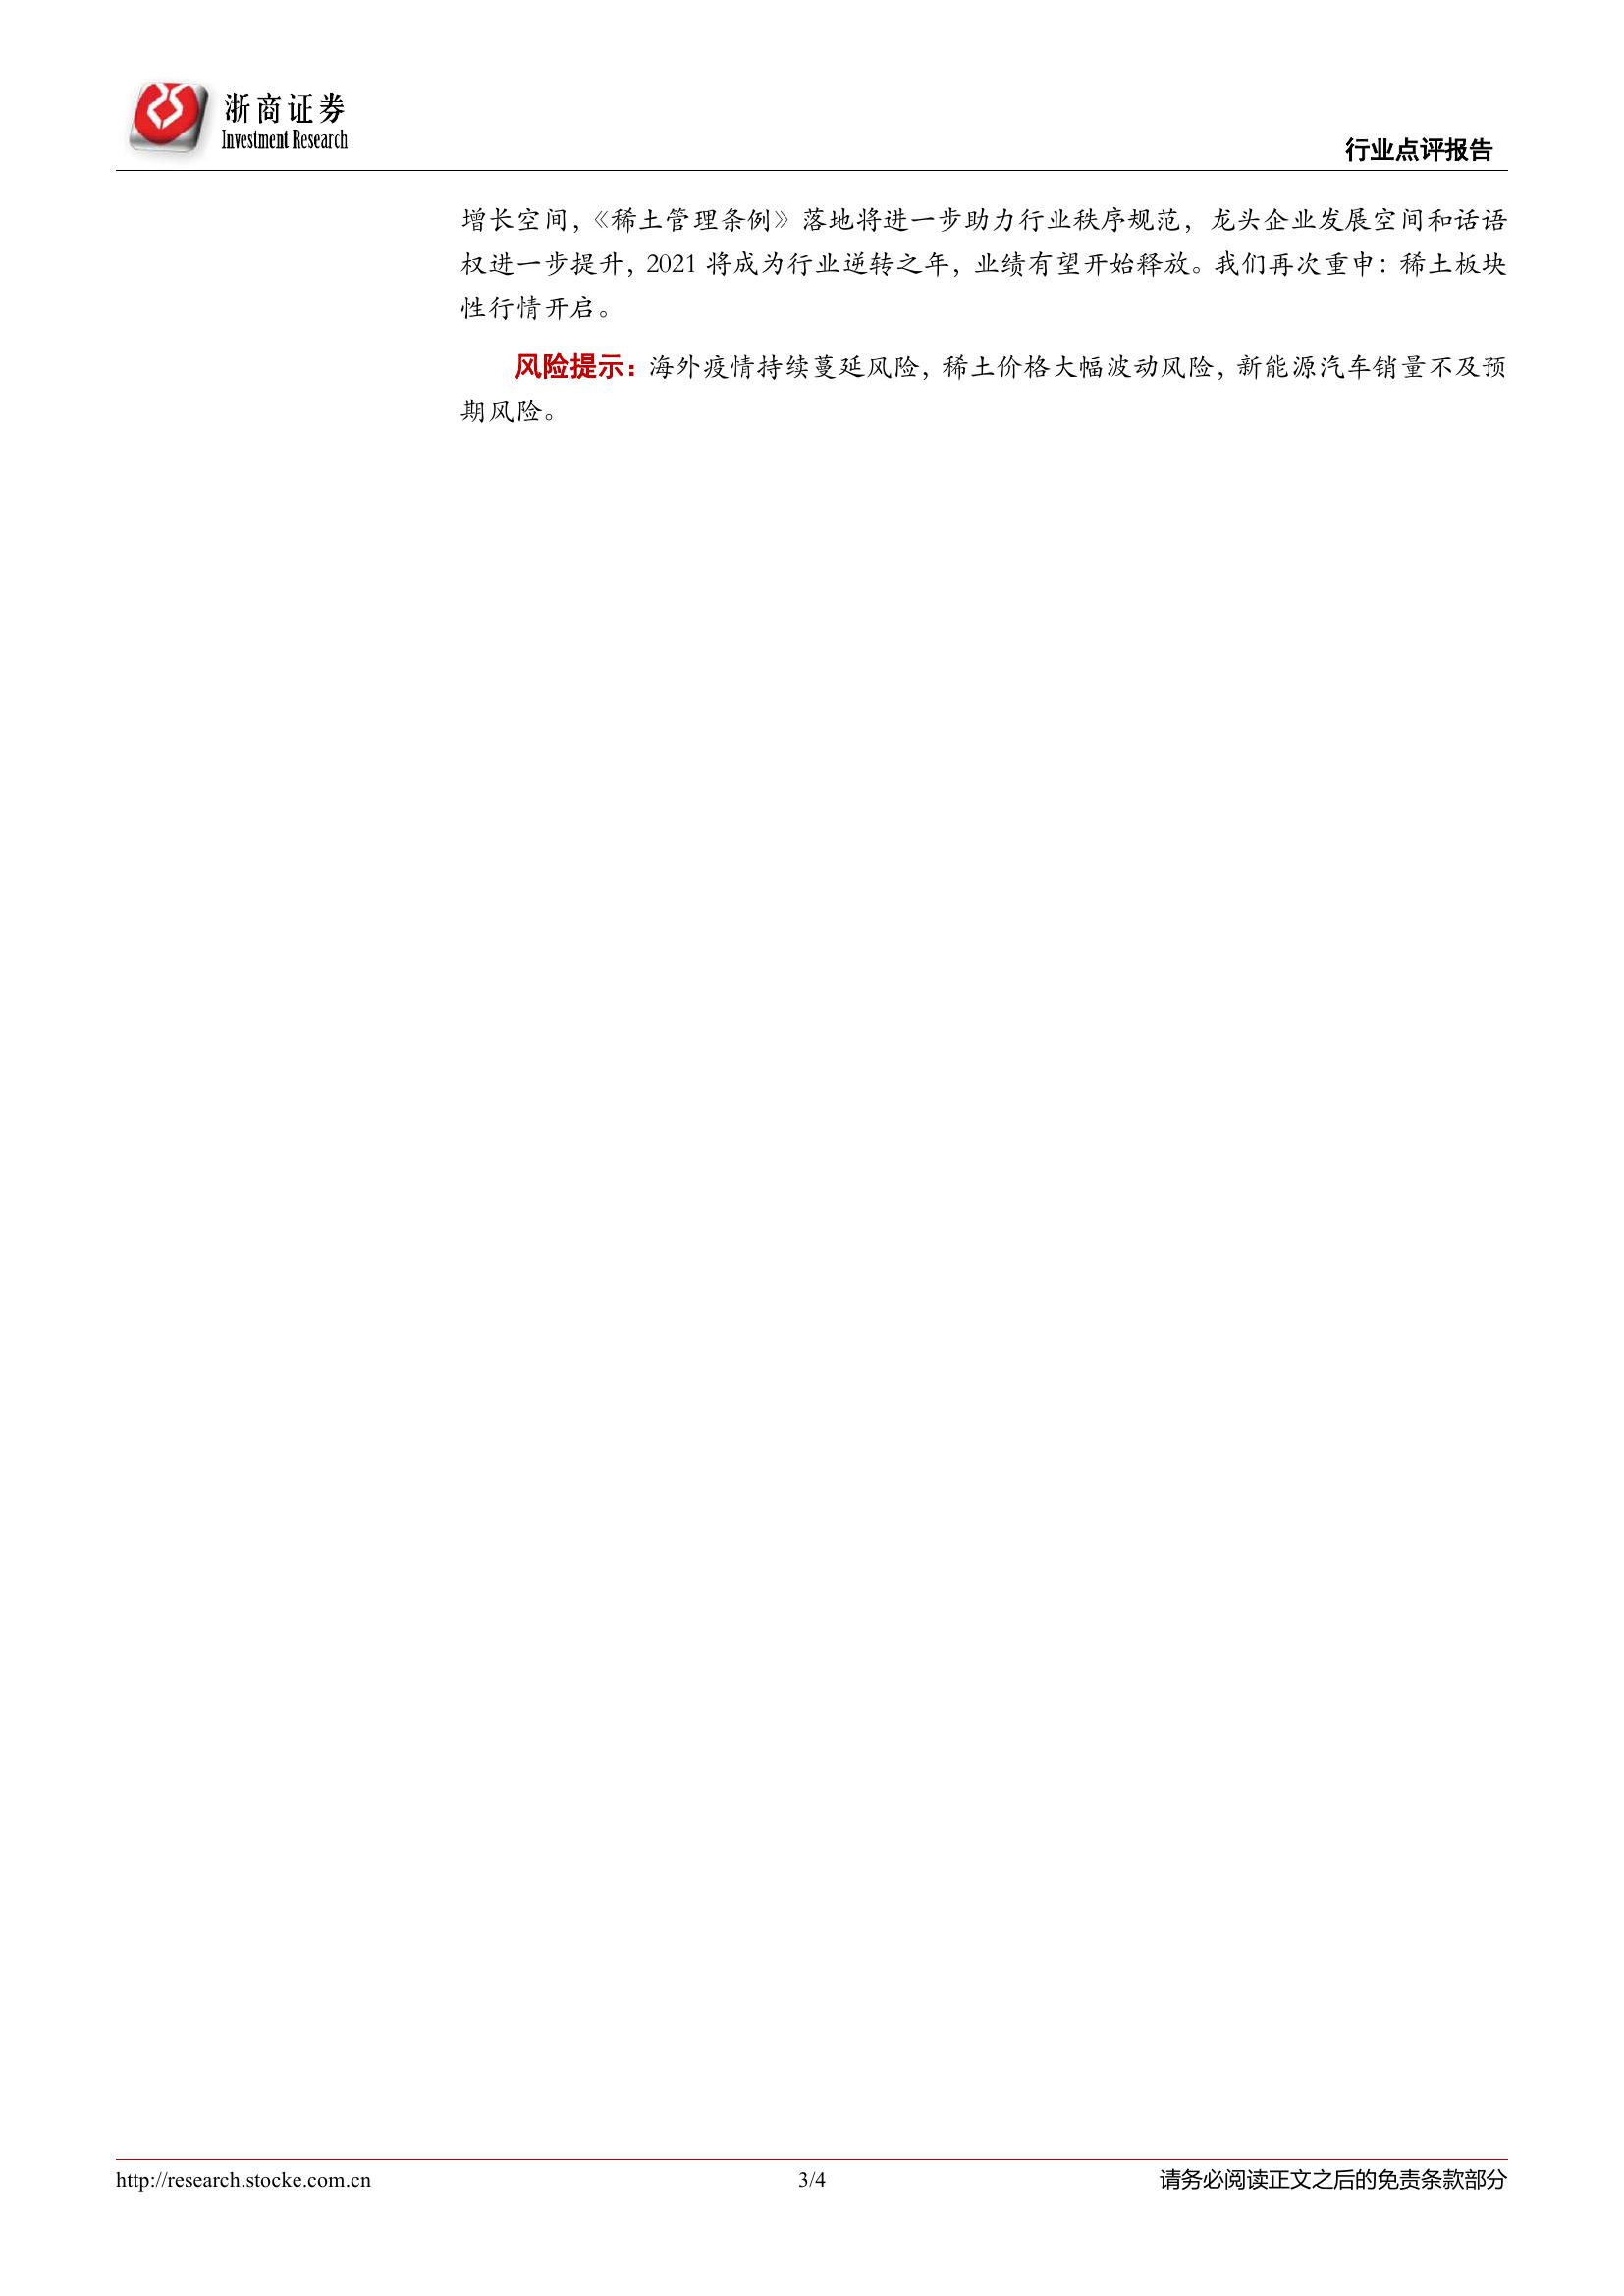 浙商证券
Investment Research
行业点评报告
增长空间，《稀土管理条例》落地将进一步助力行业秩序规范，龙头企业发展空间和话语
权进一步提升，2021 将成为行业逆转之年，业绩有望开始释放。我们再次重申：稀土板块
性行情开启。
风险提示：海外疫情持续蔓延风险，稀土价格大幅波动风险，新能源汽车销量不及预
期风险。
http://research.stocke.com.cn
3/4
请务必阅读正文之后的免责条款部分